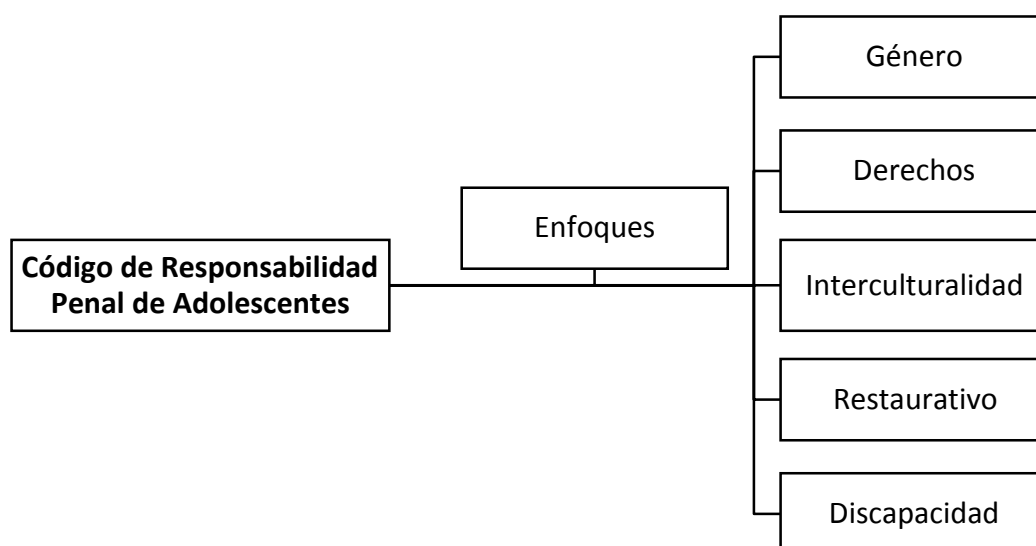 Género
Derechos
Enfoques
Código de Responsabilidad
Penal de Adolescentes
Interculturalidad
Restaurativo
Discapacidad